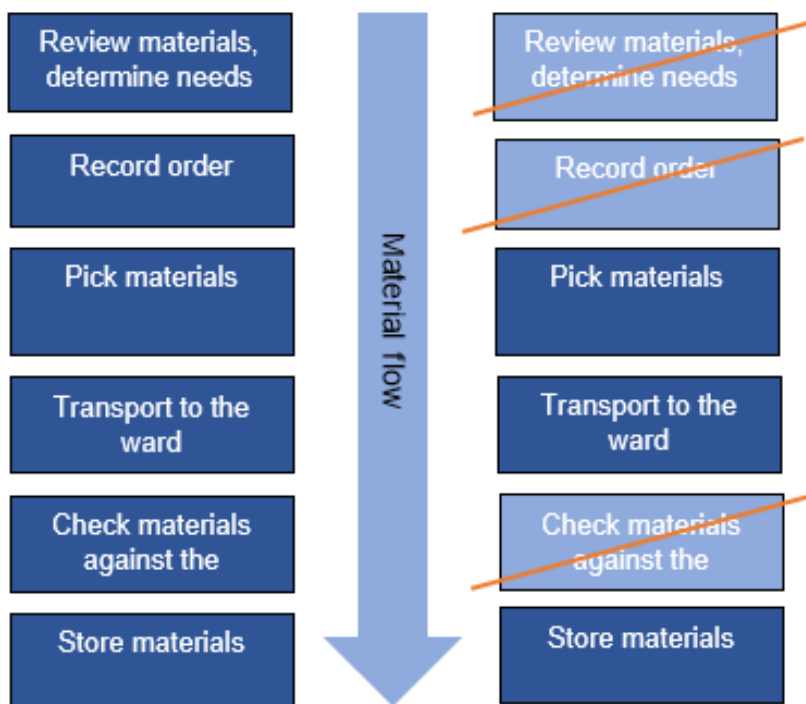 Review materials,
determine needs
Record order
Pick materials
Transport to the
ward
Check materials
against the
Store materials
Material flow
Review materials,
determine needs
Record order
Pick materials
Transport to the
ward
Check materials
against the
Store materials